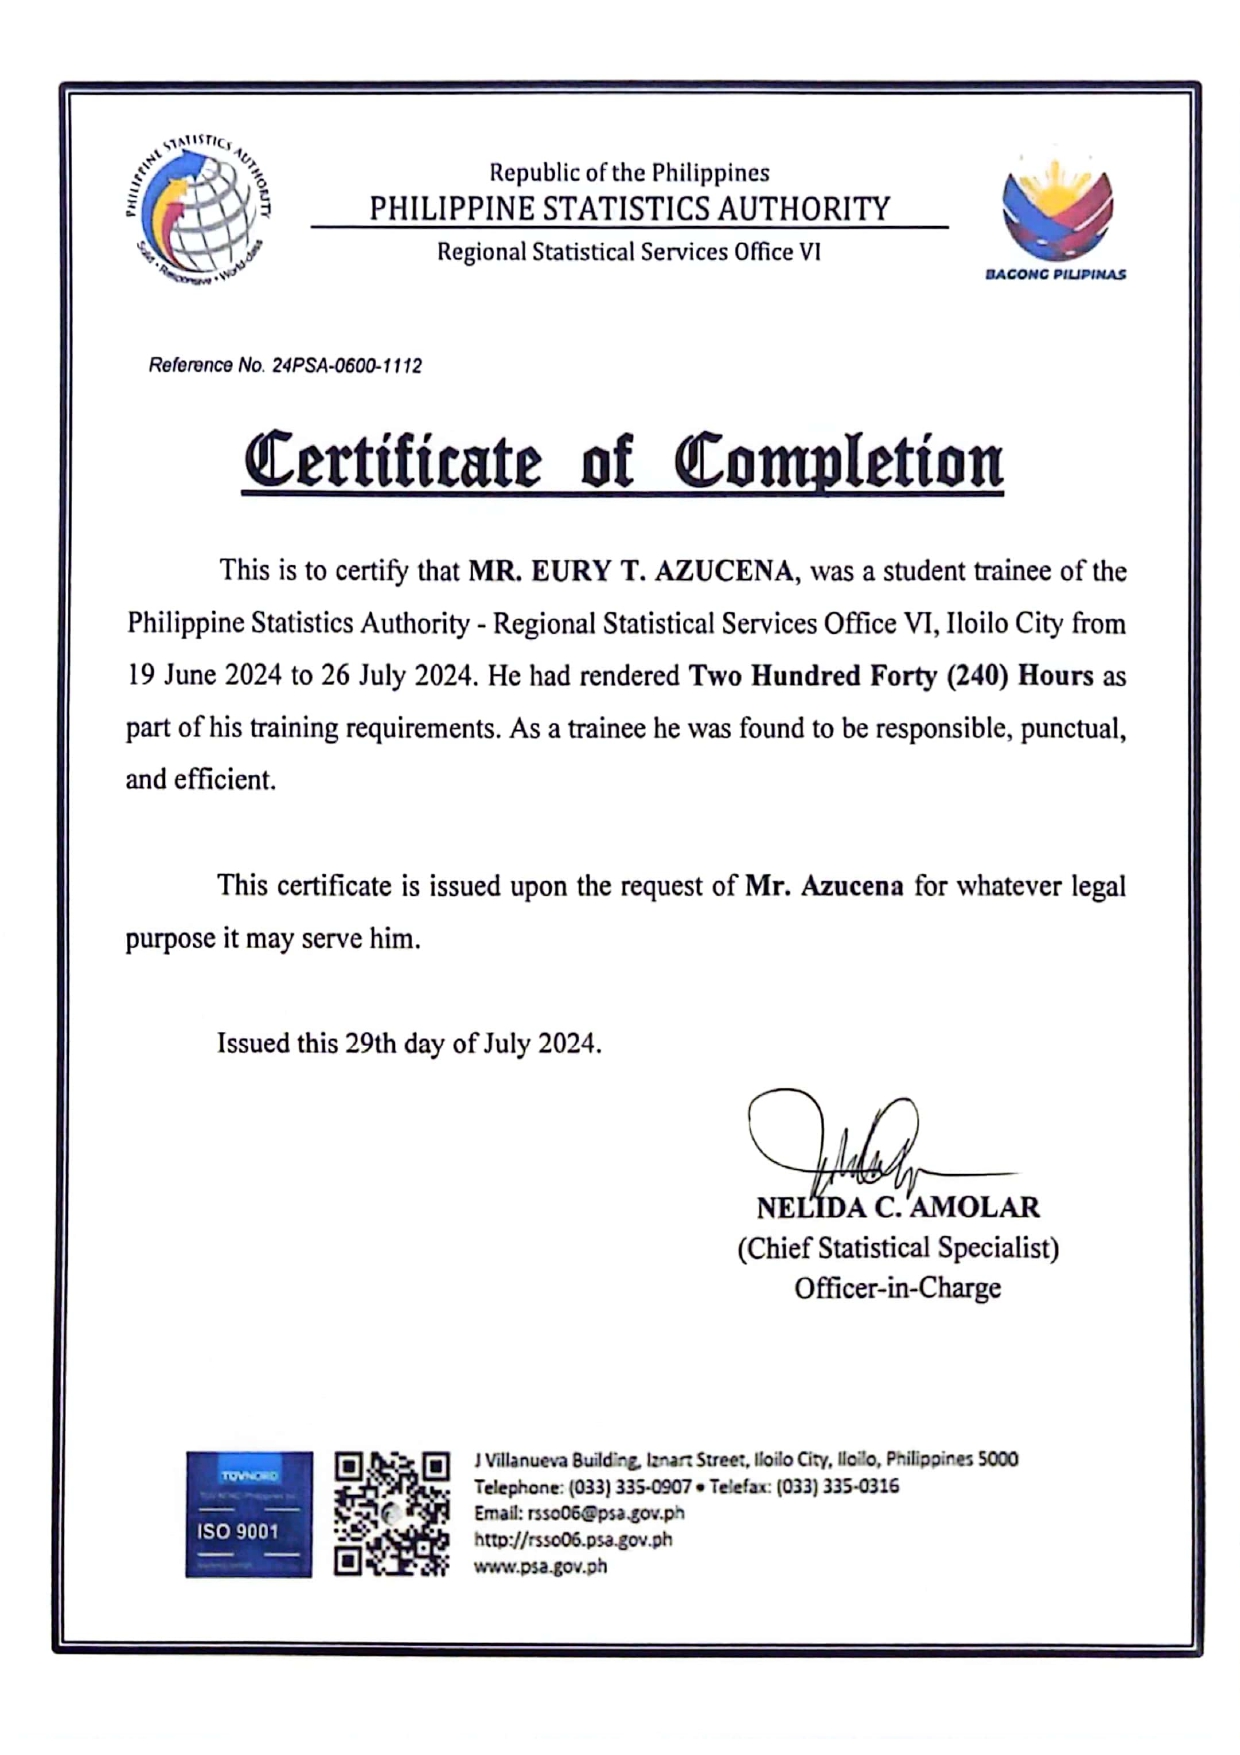 PHILIPPINE STATISTICS AUTHORITY
Solid • Responsive • World-class
Republic of the Philippines
PHILIPPINE STATISTICS AUTHORITY
Regional Statistical Services Office VI
BAGONG PILIPINAS
Reference No. 24PSA-0600-1112
Certificate of Completion
This is to certify that MR. EURY T. AZUCENA, was a student trainee of the
Philippine Statistics Authority - Regional Statistical Services Office VI, Iloilo City from
19 June 2024 to 26 July 2024. He had rendered Two Hundred Forty (240) Hours as
part of his training requirements. As a trainee he was found to be responsible, punctual,
and efficient.
This certificate is issued upon the request of Mr. Azucena for whatever legal
purpose it may serve him.
Issued this 29th day of July 2024.
NELIDA C. AMOLAR
(Chief Statistical Specialist)
Officer-in-Charge
TÜVNORD
TÜV NORD Philippines Inc.
ISO 9001
J Villanueva Building, Iznart Street, Iloilo City, Iloilo, Philippines 5000
Telephone: (033) 335-0907 • Telefax: (033) 335-0316
Email: rsso06@psa.gov.ph
http://rsso06.psa.gov.ph
www.psa.gov.ph